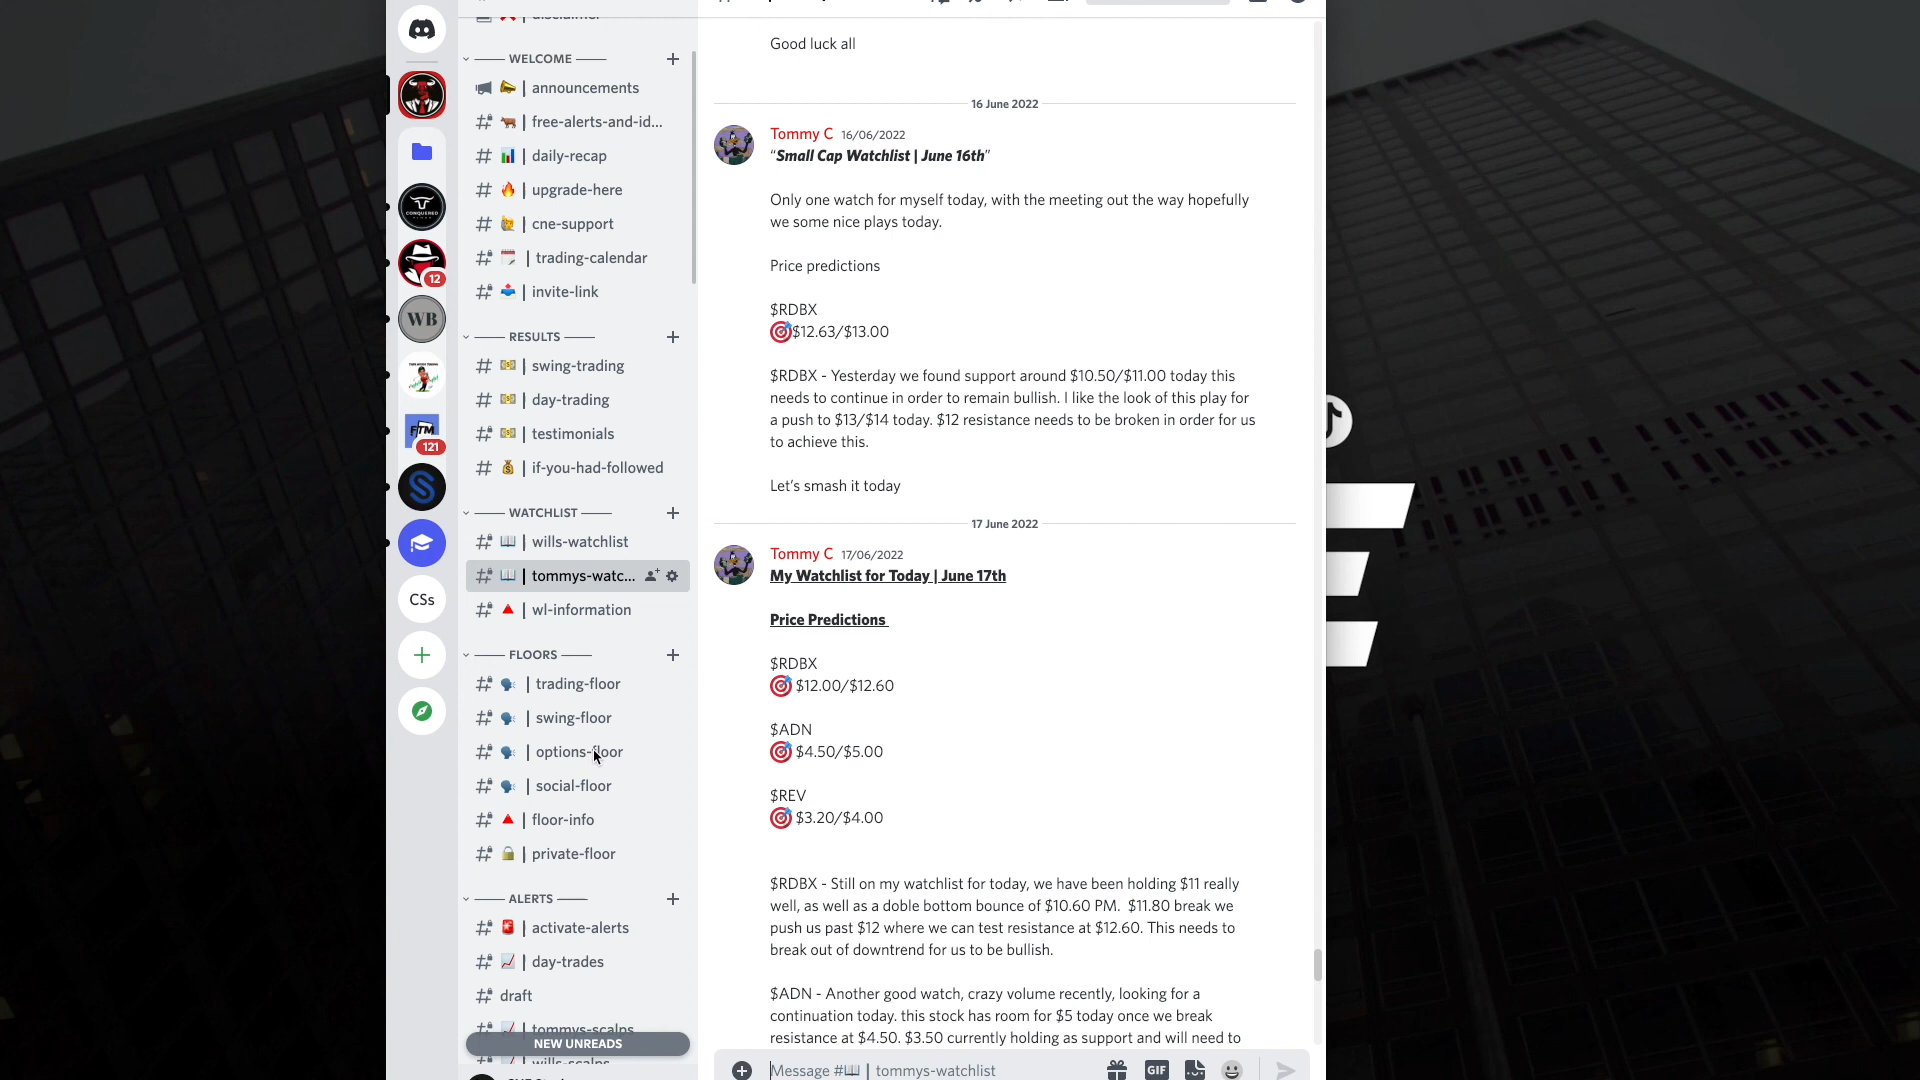 disclaimer
WELCOME
announcements
free-alerts-and-id...
daily-recap
upgrade-here
cne-support
trading-calendar
invite-link
RESULTS
swing-trading
day-trading
testimonials
if-you-had-followed
WATCHLIST
wills-watchlist
tommys-watc...
wl-information
FLOORS
trading-floor
swing-floor
options-floor
social-floor
floor-info
private-floor
ALERTS
activate-alerts
day-trades
draft
tommys-scalps
wills-scalps
NEW UNREADS
CONQUERED
12
WB
FTM
121
CSs
Good luck all
16 June 2022
Tommy C 16/06/2022
“Small Cap Watchlist | June 16th”
Only one watch for myself today, with the meeting out the way hopefully
we some nice plays today.
Price predictions
$RDBX
$12.63/$13.00
$RDBX - Yesterday we found support around $10.50/$11.00 today this
needs to continue in order to remain bullish. I like the look of this play for
a push to $13/$14 today. $12 resistance needs to be broken in order for us
to achieve this.
Let’s smash it today
17 June 2022
Tommy C 17/06/2022
My Watchlist for Today | June 17th
Price Predictions
$RDBX
$12.00/$12.60
$ADN
$4.50/$5.00
$REV
$3.20/$4.00
$RDBX - Still on my watchlist for today, we have been holding $11 really
well, as well as a doble bottom bounce of $10.60 PM.  $11.80 break we
push us past $12 where we can test resistance at $12.60. This needs to
break out of downtrend for us to be bullish.
$ADN - Another good watch, crazy volume recently, looking for a
continuation today. this stock has room for $5 today once we break
resistance at $4.50. $3.50 currently holding as support and will need to
Message # | tommys-watchlist
GIF